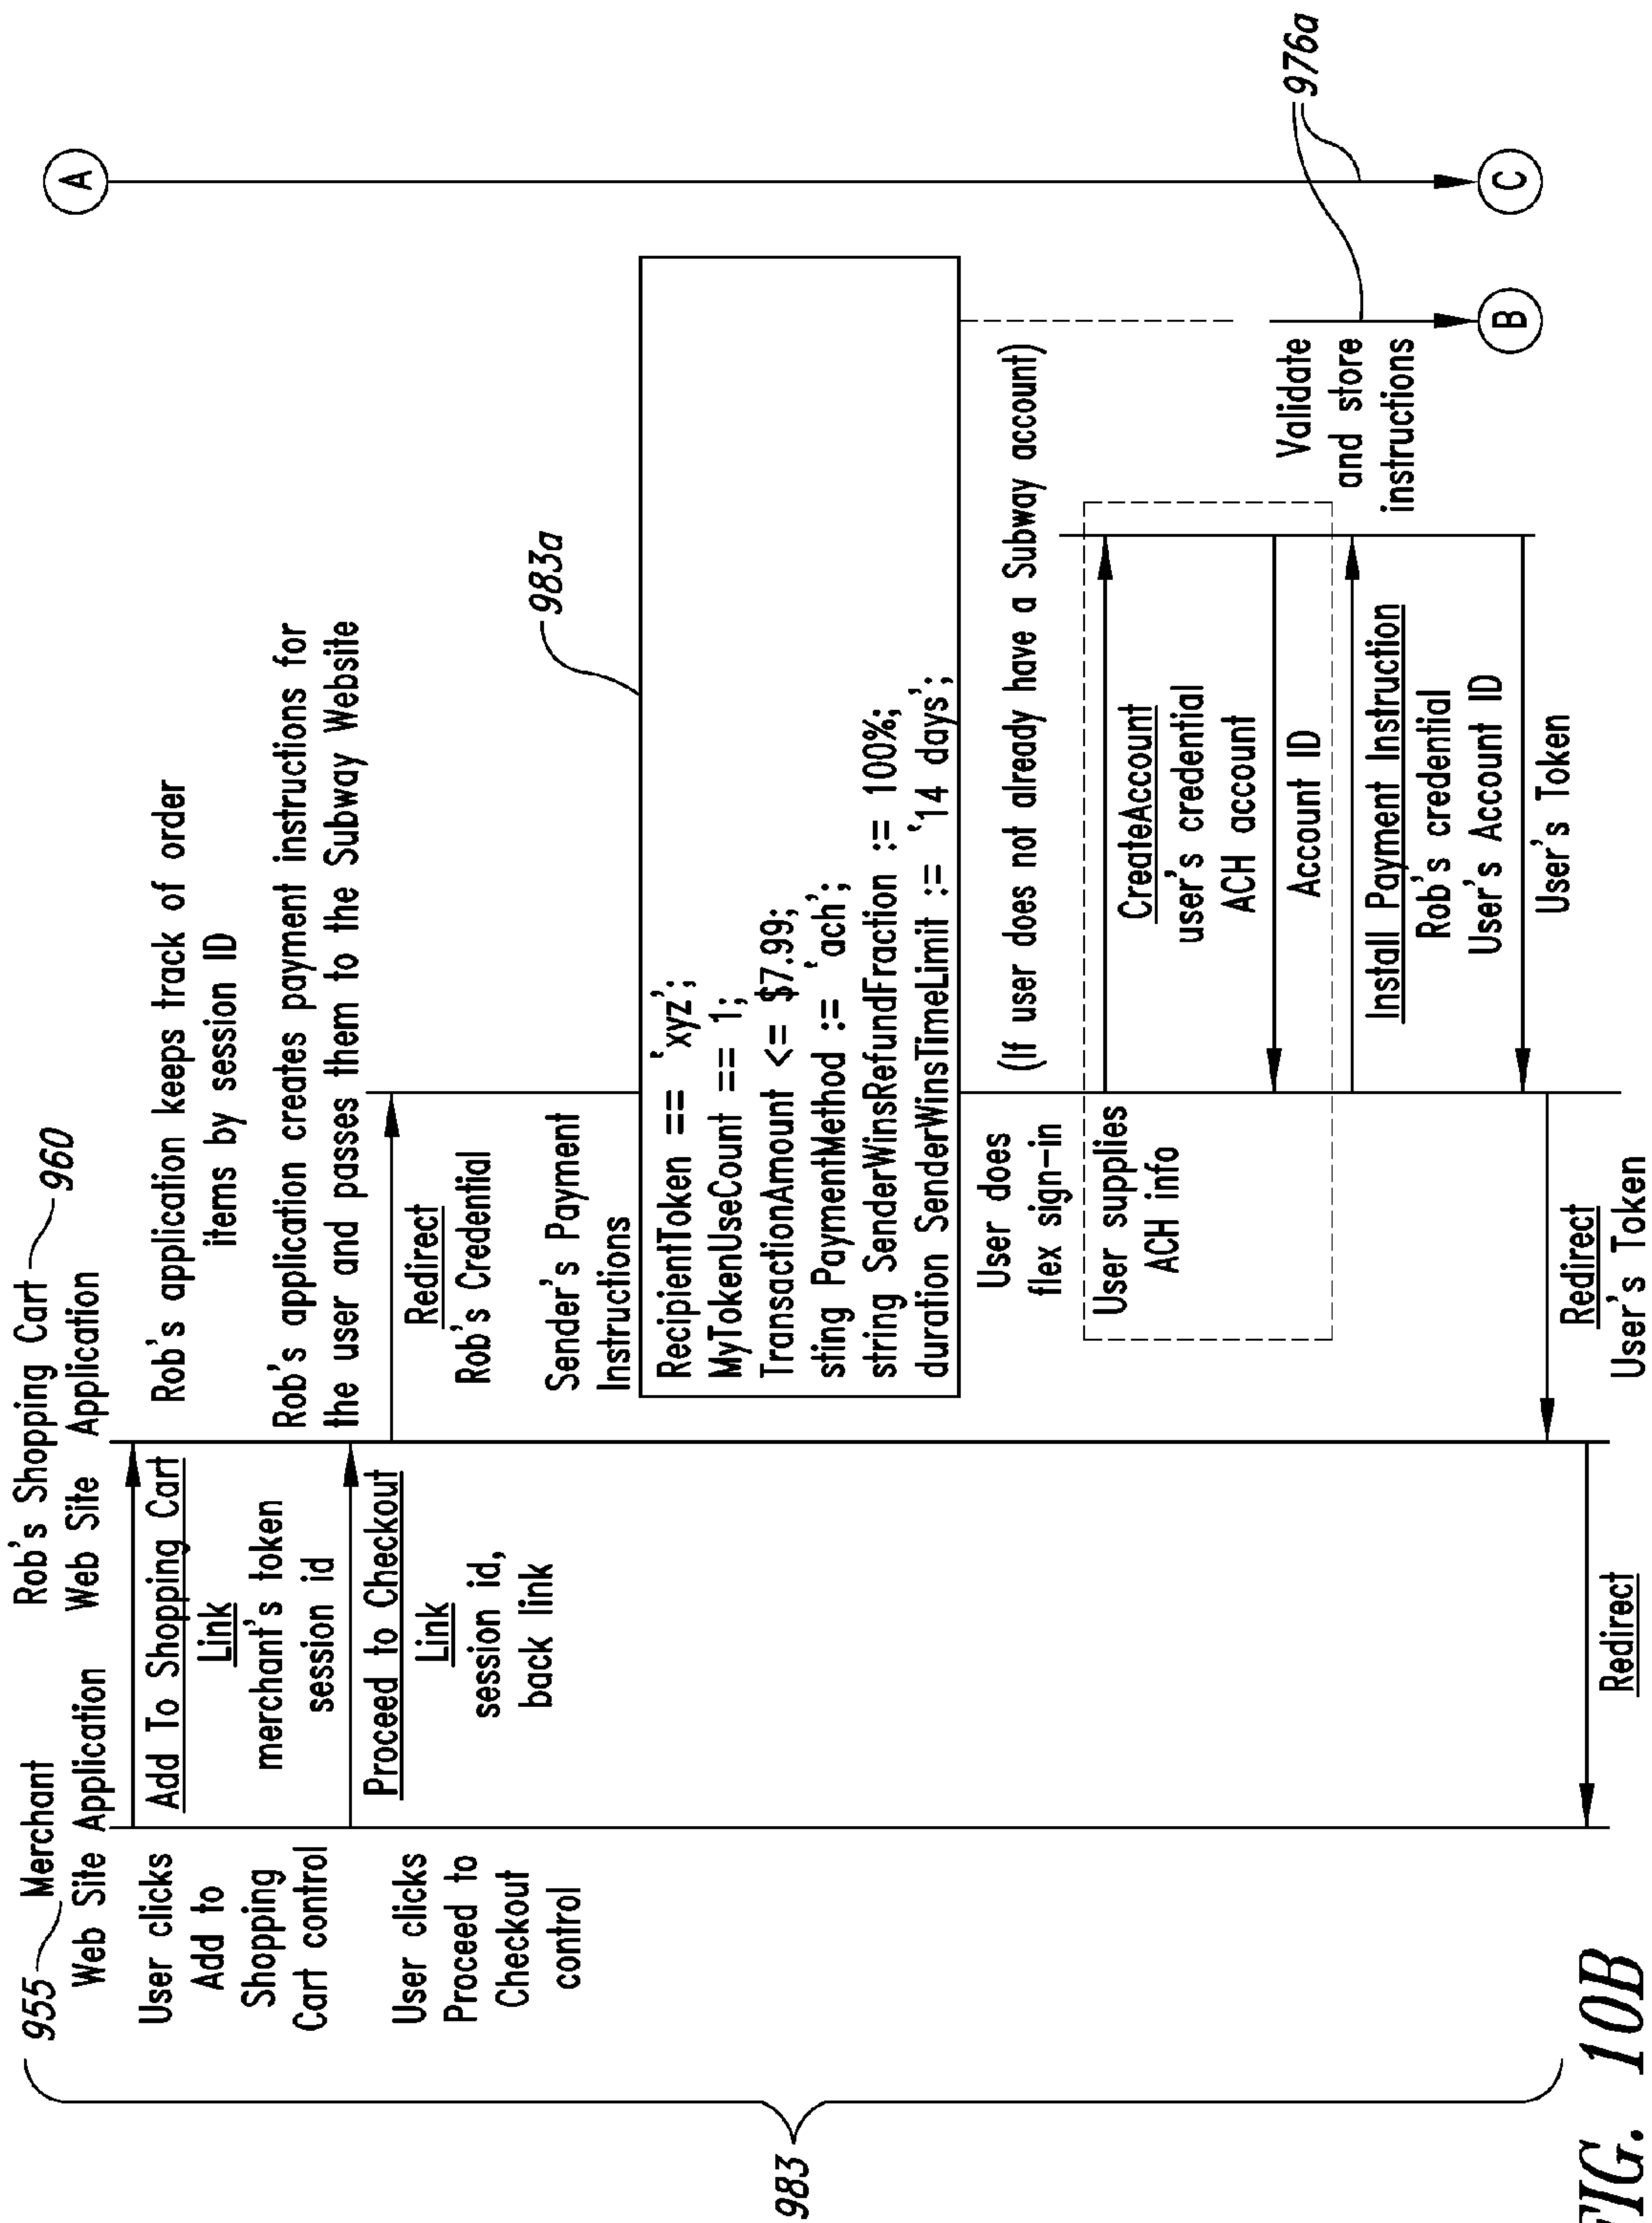 955
Merchant
Web Site Application
Rob's Shopping Cart
Web Site Application
960
A
User clicks
Add to
Shopping
Cart control
Add To Shopping Cart
Link
merchant's token
session id
Rob's application keeps track of order
items by session ID
User clicks
Proceed to
Checkout
control
Proceed to Checkout
Link
session id,
back link
Rob's application creates payment instructions for
the user and passes them to the Subway Website
Redirect
Rob's Credential
Sender's Payment
Instructions
983a
RecipientToken == 'xyz';
MyTokenUseCount == 1;
TransactionAmount <= $7.99;
sting PaymentMethod := 'ach';
string SenderWinsRefundFraction := 100%;
duration SenderWinsTimeLimit := '14 days';
983
User does
flex sign-in
(If user does not already have a Subway account)
User supplies
ACH info
CreateAccount
user's credential
ACH account
Account ID
Install Payment Instruction
Rob's credential
User's Account ID
User's Token
Validate
and store
instructions
976a
B
C
Redirect
User's Token
Redirect
FIG. 10B